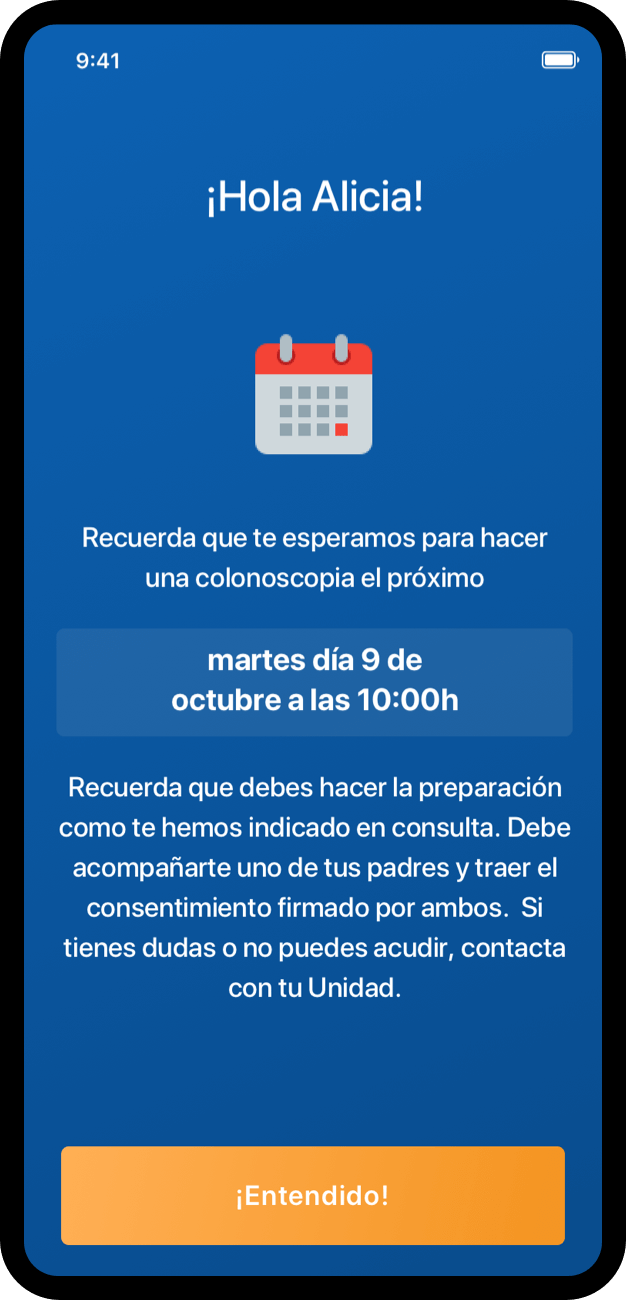 9:41
¡Hola Alicia!
Recuerda que te esperamos para hacer
una colonoscopia el próximo
martes día 9 de
octubre a las 10:00h
Recuerda que debes hacer la preparación
como te hemos indicado en consulta. Debe
acompañarte uno de tus padres y traer el
consentimiento firmado por ambos.  Si
tienes dudas o no puedes acudir, contacta
con tu Unidad.
¡Entendido!